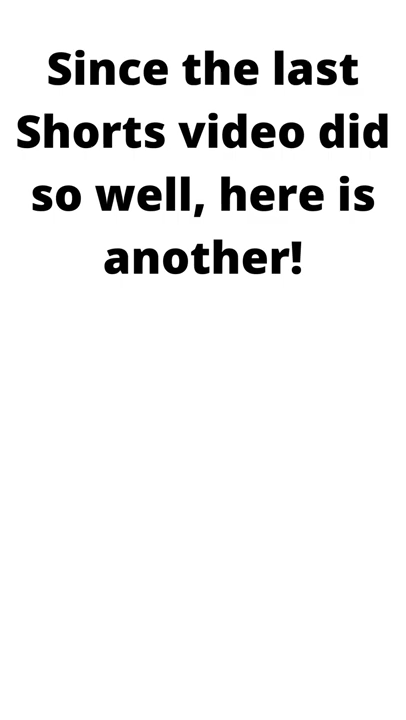 Since the last
Shorts video did
so well, here is
another!